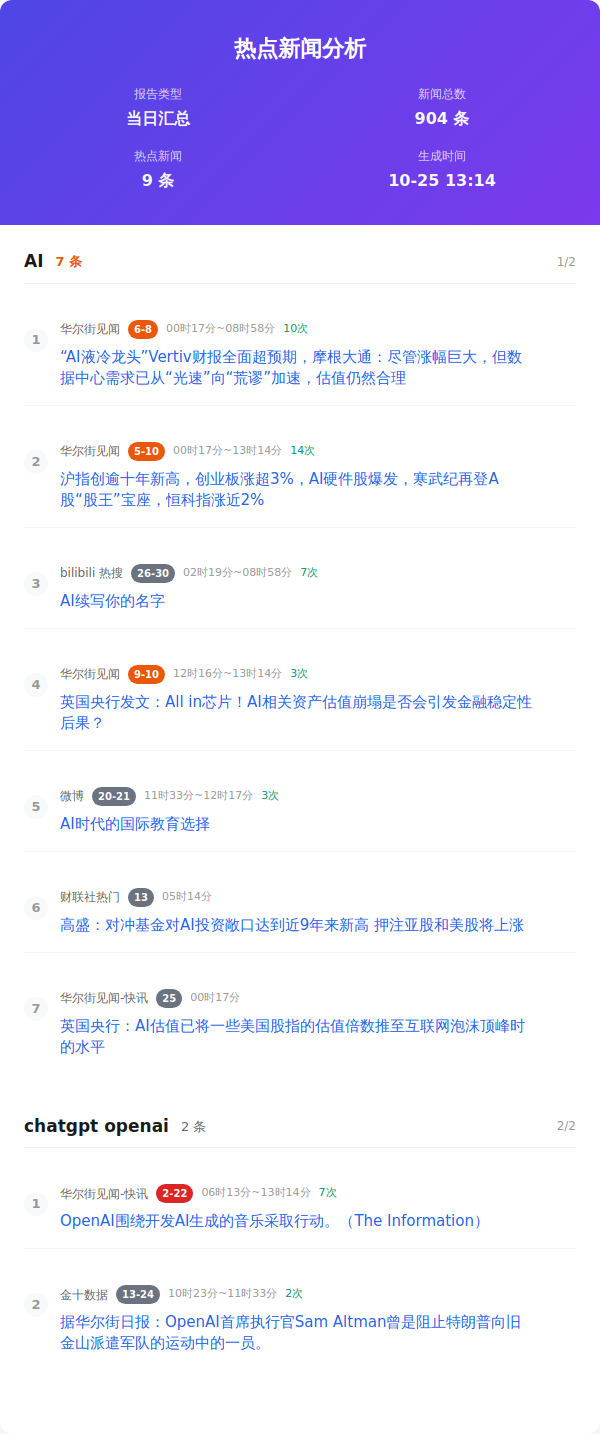 热点新闻分析
报告类型
当日汇总
新闻总数
904 条
热点新闻
9 条
生成时间
10-25 13:14
AI 7 条 1/2
1
华尔街见闻 6-8 00时17分~08时58分 10次
“AI液冷龙头”Vertiv财报全面超预期，摩根大通：尽管涨幅巨大，但数
据中心需求已从“光速”向“荒谬”加速，估值仍然合理
2
华尔街见闻 5-10 00时17分~13时14分 14次
沪指创逾十年新高，创业板涨超3%，AI硬件股爆发，寒武纪再登A
股“股王”宝座，恒科指涨近2%
3
bilibili 热搜 26-30 02时19分~08时58分 7次
AI续写你的名字
4
华尔街见闻 9-10 12时16分~13时14分 3次
英国央行发文：All in芯片！AI相关资产估值崩塌是否会引发金融稳定性
后果？
5
微博 20-21 11时33分~12时17分 3次
AI时代的国际教育选择
6
财联社热门 13 05时14分
高盛：对冲基金对AI投资敞口达到近9年来新高 押注亚股和美股将上涨
7
华尔街见闻-快讯 25 00时17分
英国央行：AI估值已将一些美国股指的估值倍数推至互联网泡沫顶峰时
的水平
chatgpt openai 2 条 2/2
1
华尔街见闻-快讯 2-22 06时13分~13时14分 7次
OpenAI围绕开发AI生成的音乐采取行动。（The Information）
2
金十数据 13-24 10时23分~11时33分 2次
据华尔街日报：OpenAI首席执行官Sam Altman曾是阻止特朗普向旧
金山派遣军队的运动中的一员。